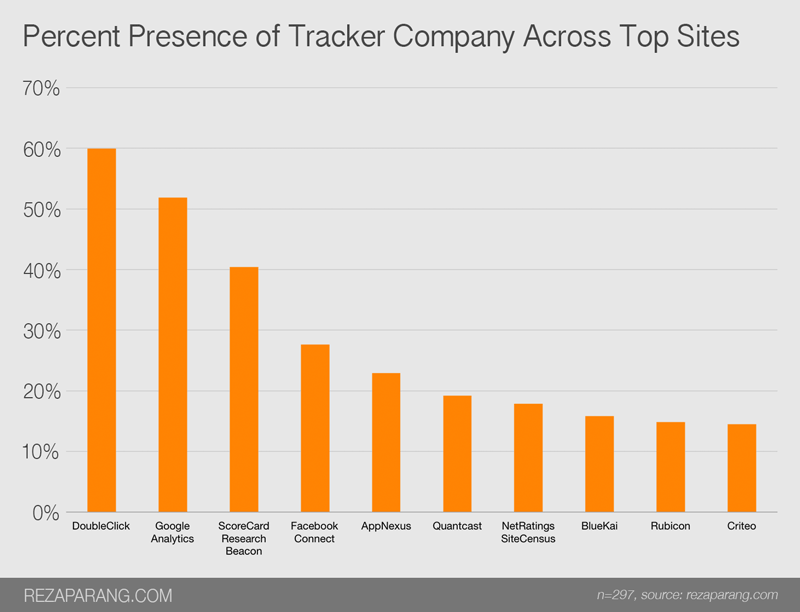 Percent Presence of Tracker Company Across Top Sites
70%
60%
50%
40%
30%
20%
10%
0%
DoubleClick
Google
Analytics
ScoreCard
Research
Beacon
Facebook
Connect
AppNexus
Quantcast
NetRatings
SiteCensus
BlueKai
Rubicon
Criteo
REZAPARANG.COM
n=297, source: rezaparang.com